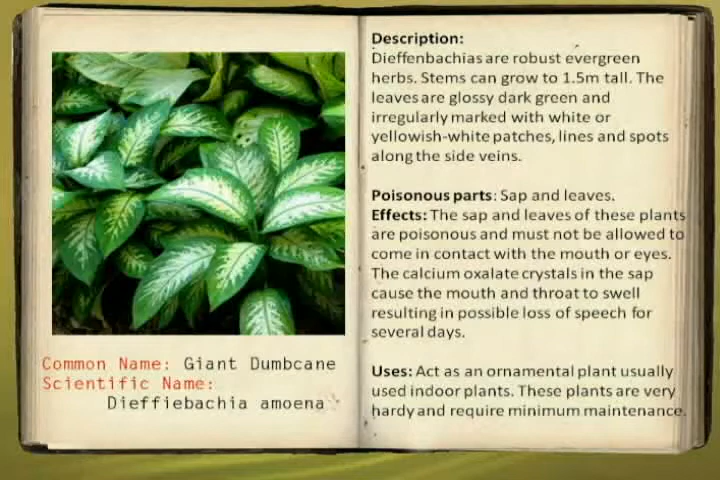 Common Name: Giant Dumbcane
Scientific Name:
Dieffiebachia amoena
Description:
Dieffenbachias are robust evergreen
herbs. Stems can grow to 1.5m tall. The
leaves are glossy dark green and
irregularly marked with white or
yellowish-white patches, lines and spots
along the side veins.
Poisonous parts: Sap and leaves.
Effects: The sap and leaves of these plants
are poisonous and must not be allowed to
come in contact with the mouth or eyes.
The calcium oxalate crystals in the sap
cause the mouth and throat to swell
resulting in possible loss of speech for
several days.
Uses: Act as an ornamental plant usually
used indoor plants. These plants are very
hardy and require minimum maintenance.